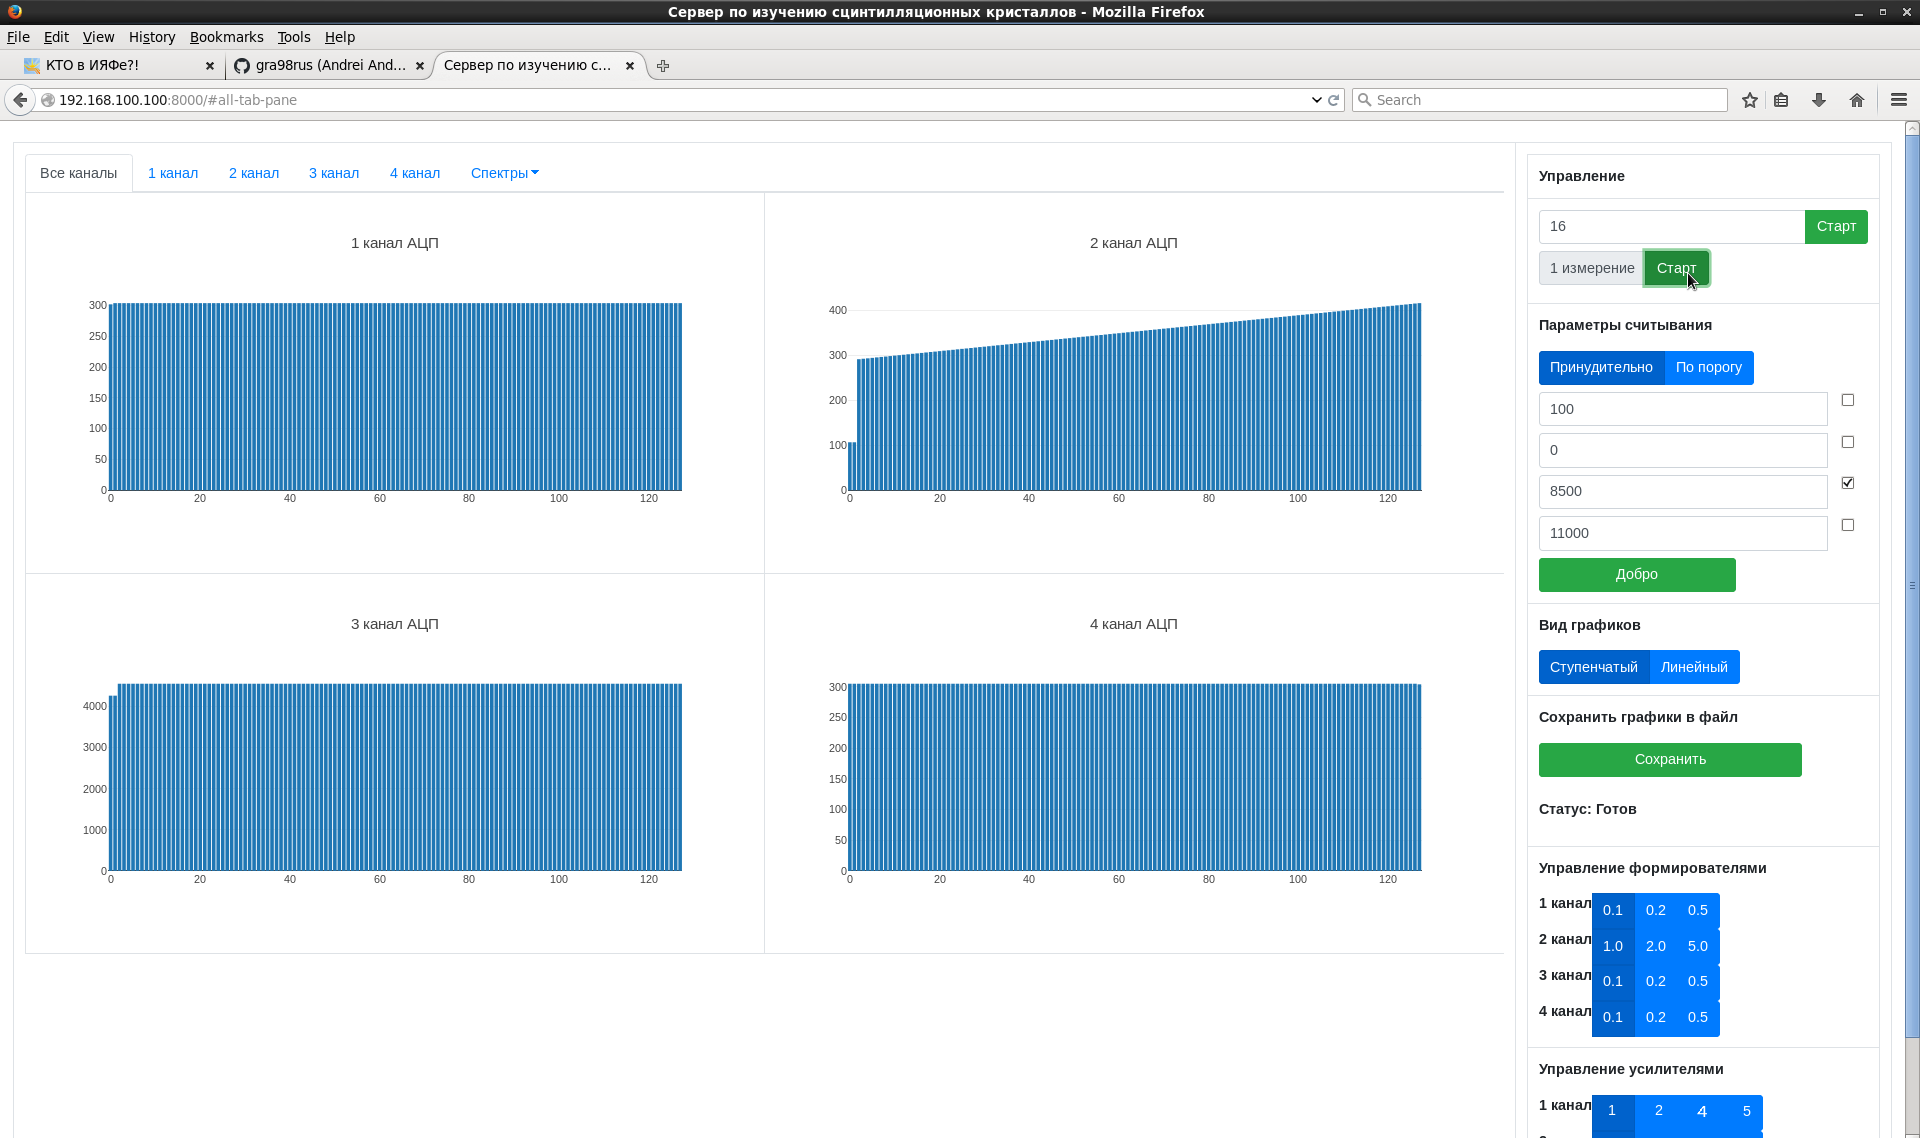 Сервер по изучению сцинтилляционных кристаллов - Mozilla Firefox
File Edit View History Bookmarks Tools Help
КТО в ИЯФе?!
gra98rus (Andrei And...
Сервер по изучению с...
192.168.100.100:8000/#all-tab-pane
Search
Все каналы 1 канал 2 канал 3 канал 4 канал Спектры
1 канал АЦП
300
250
200
150
100
50
0
0 20 40 60 80 100 120
2 канал АЦП
400
300
200
100
0
0 20 40 60 80 100 120
3 канал АЦП
4000
3000
2000
1000
0
0 20 40 60 80 100 120
4 канал АЦП
300
250
200
150
100
50
0
0 20 40 60 80 100 120
Управление
16 Старт
1 измерение Старт
Параметры считывания
Принудительно По порогу
100
0
8500
11000
Добро
Вид графиков
Ступенчатый Линейный
Сохранить графики в файл
Сохранить
Статус: Готов
Управление формирователями
1 канал 0.1 0.2 0.5
2 канал 1.0 2.0 5.0
3 канал 0.1 0.2 0.5
4 канал 0.1 0.2 0.5
Управление усилителями
1 канал 1 2 4 5